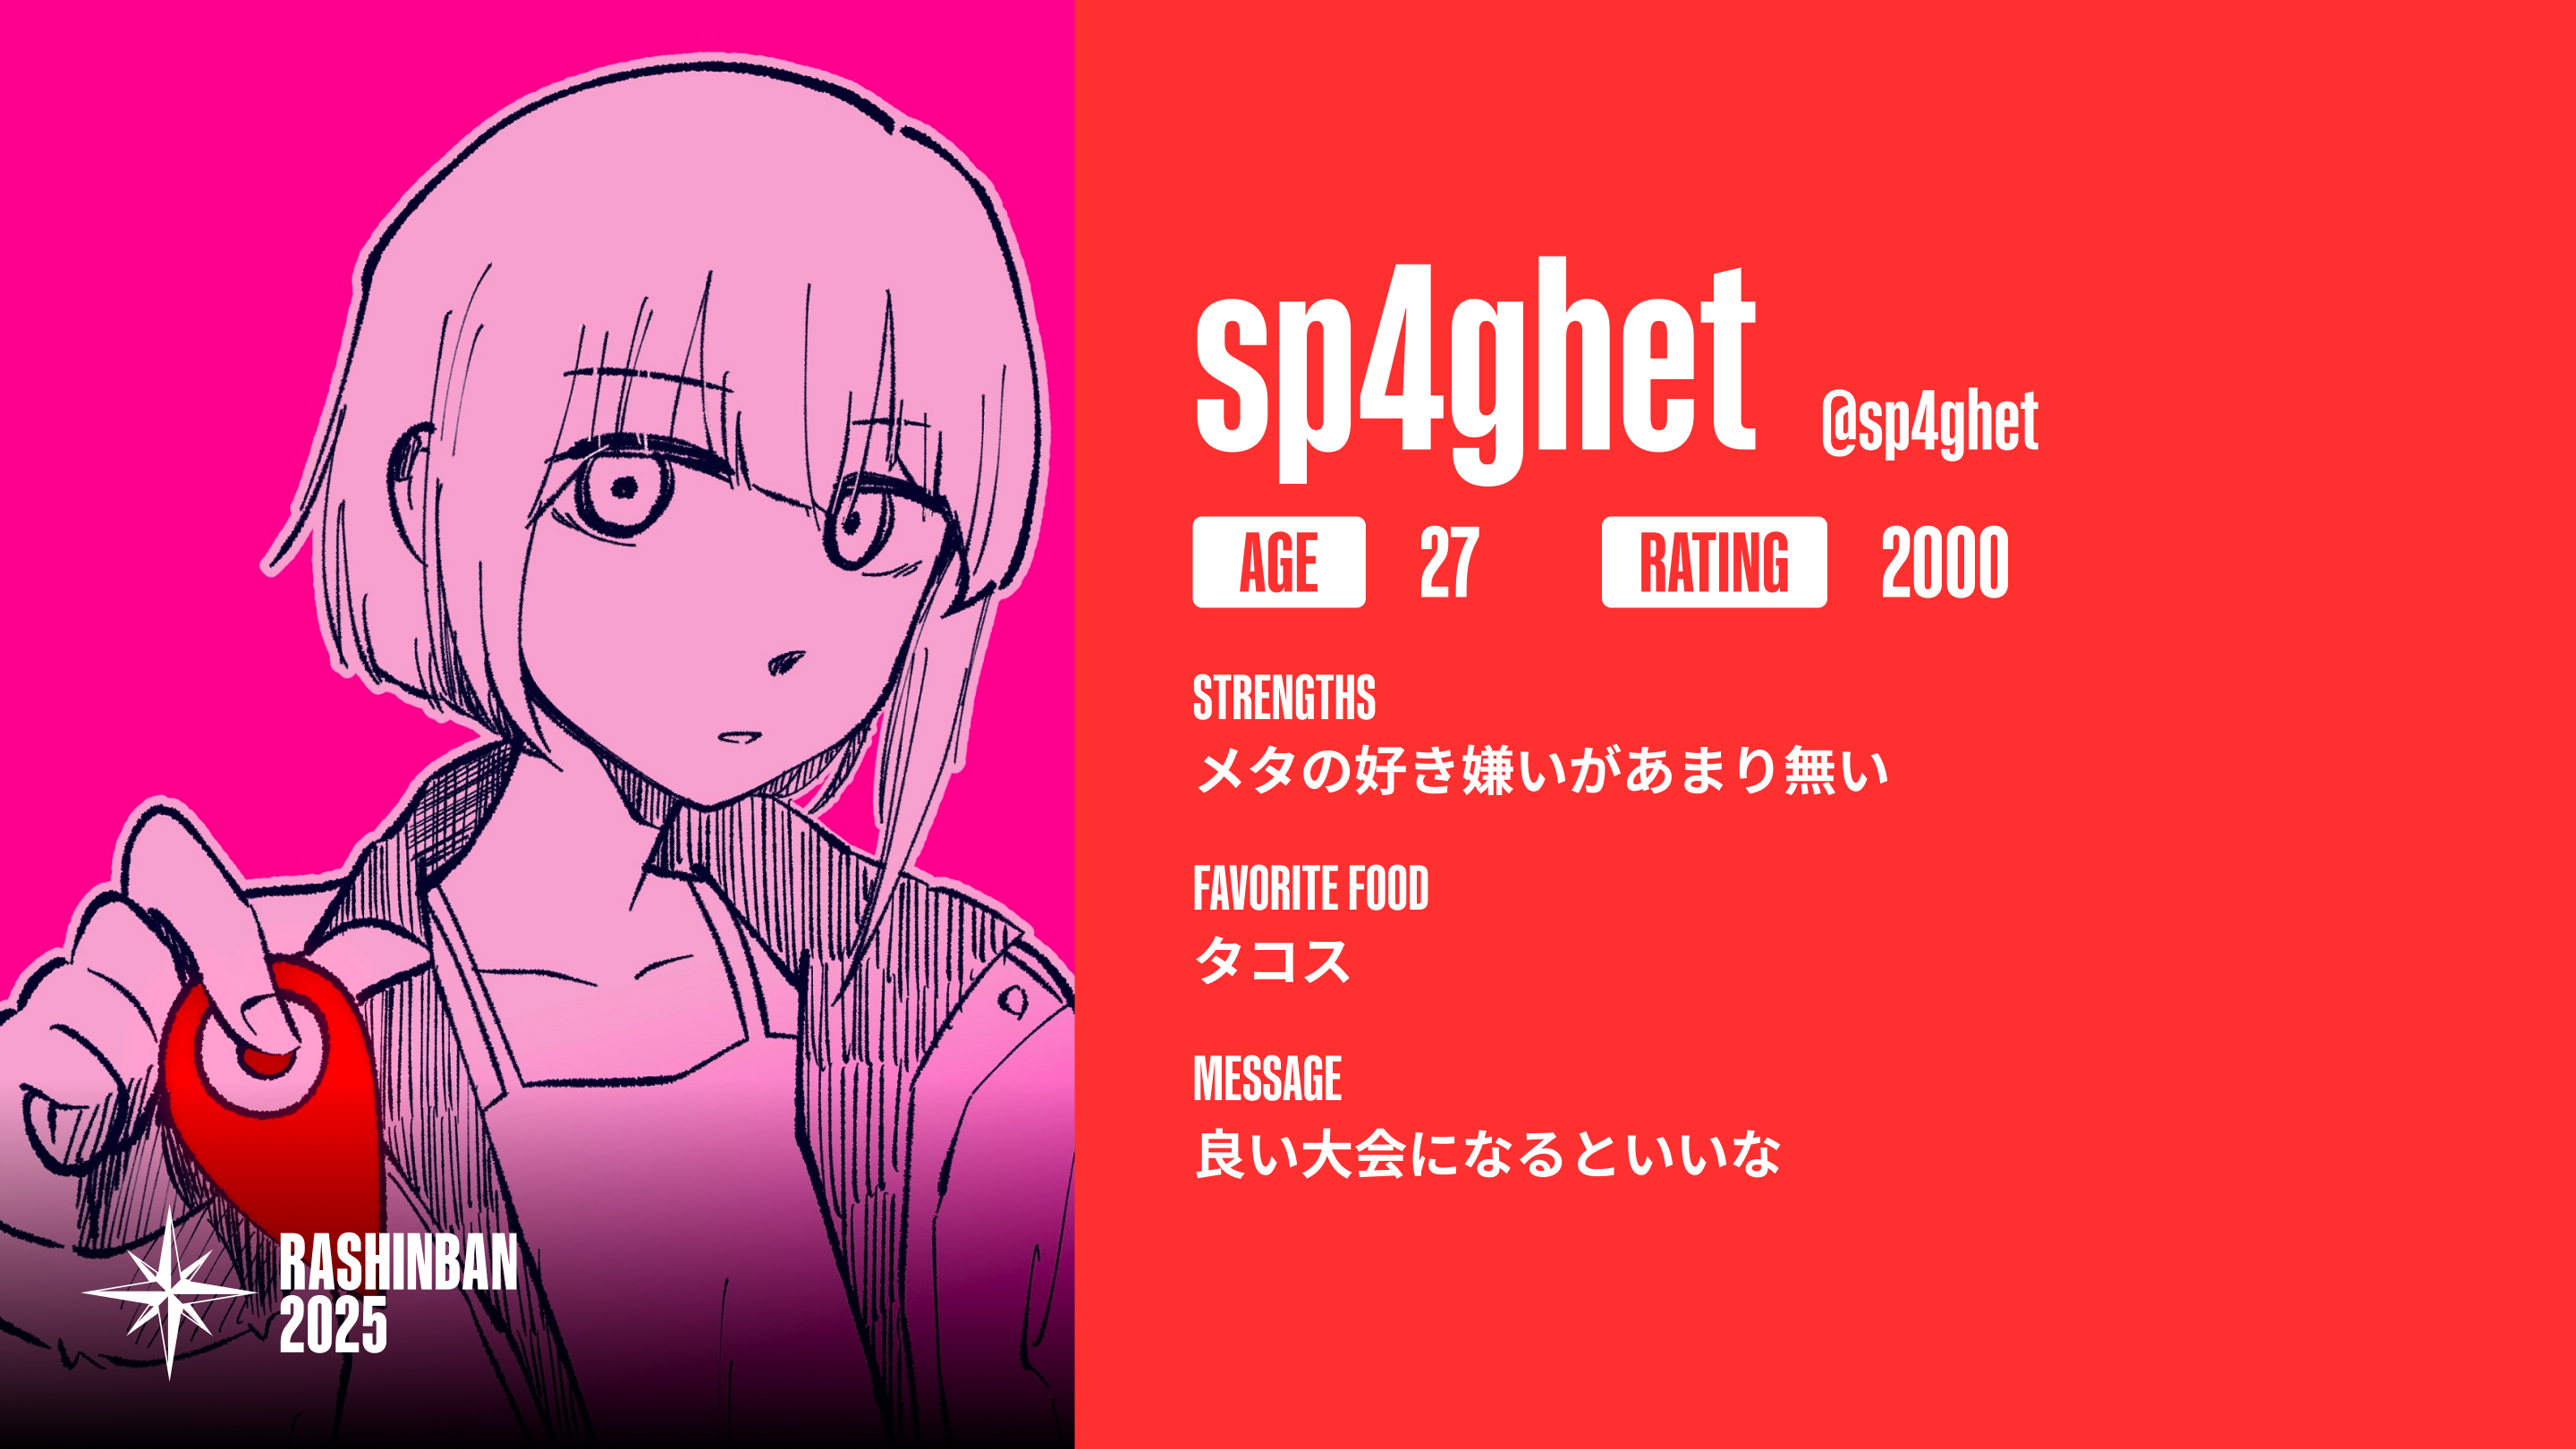 sp4ghet @sp4ghet
AGE 27 RATING 2000
STRENGTHS
メタの好き嫌いがあまり無い
FAVORITE FOOD
タコス
MESSAGE
良い大会になるといいな
RASHINBAN
2025